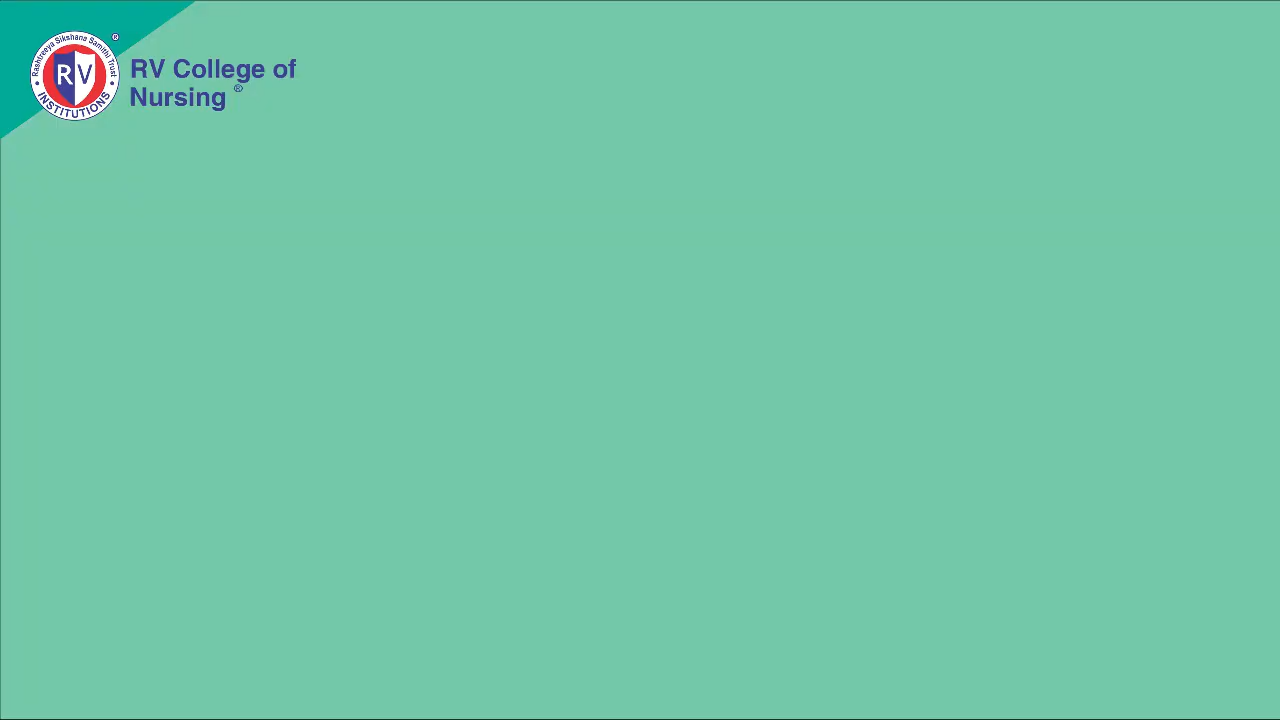 Rashtreeya Sikshana Samithi Trust ®
RV
INSTITUTIONS
RV College of
Nursing ®